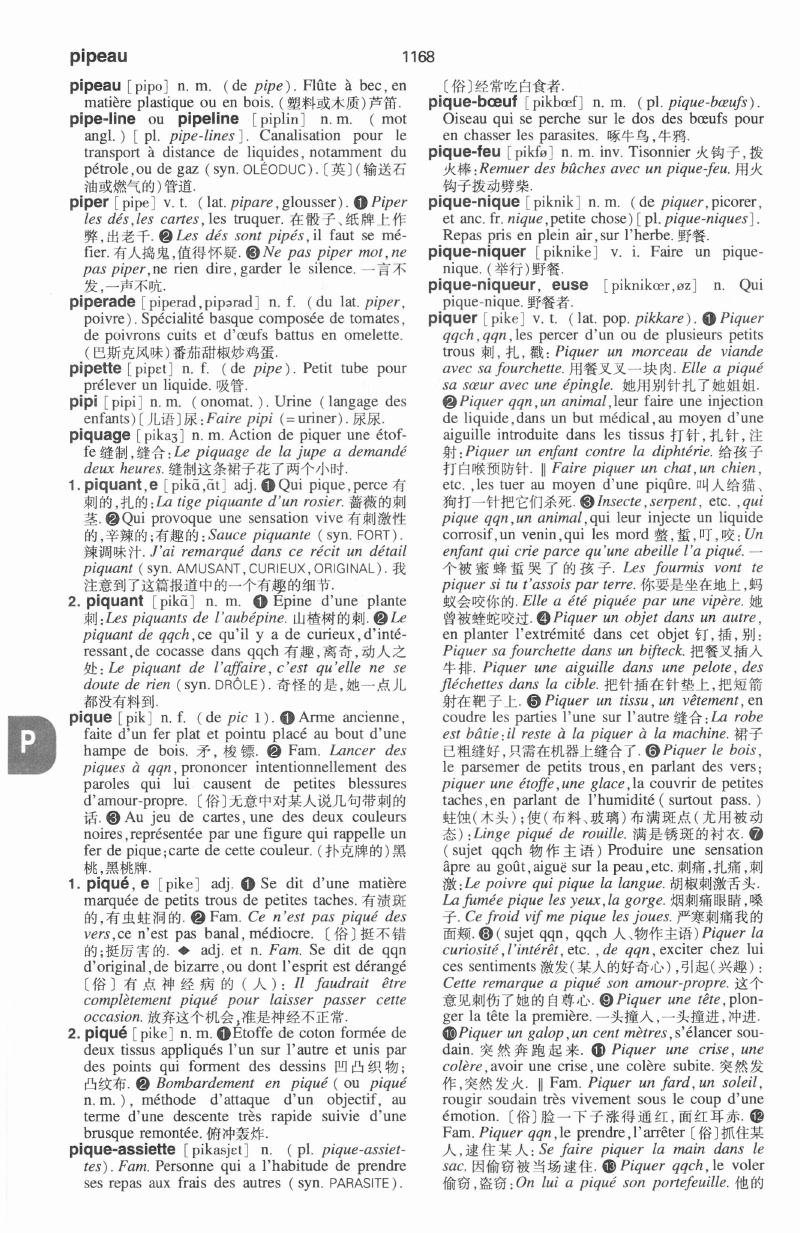 pipeau
1168
pipeau [pipo] n. m. (de pipe). Flûte à bec, en
matière plastique ou en bois. (塑料或木质)芦笛.
pipe-line ou pipeline [piplin] n. m. (mot
angl.) [ pl. pipe-lines ]. Canalisation pour le
transport à distance de liquides, notamment du
pétrole, ou de gaz (syn. OLÉODUC). [英](输送石
油或燃气的)管道.
piper [pipe] v. t. (lat. pipare, glousser). ❶ Piper
les dés, les cartes, les truquer. 在骰子、纸牌上作
弊, 出老千. ❷ Les dés sont pipés, il faut se mé-
fier. 有人捣鬼, 值得怀疑. ❸ Ne pas piper mot, ne
pas piper, ne rien dire, garder le silence. 一言不
发, 一声不吭.
piperade [piperad, pipərad] n. f. (du lat. piper,
poivre). Spécialité basque composée de tomates,
de poivrons cuits et d'œufs battus en omelette.
(巴斯克风味)番茄甜椒炒鸡蛋.
pipette [pipɛt] n. f. (de pipe). Petit tube pour
prélever un liquide. 吸管.
pipi [pipi] n. m. (onomat.). Urine (langage des
enfants) [儿语]尿: Faire pipi (= uriner). 尿尿.
piquage [pikaʒ] n. m. Action de piquer une étof-
fe 缝制, 缝合: Le piquage de la jupe a demandé
deux heures. 缝制这条裙子花了两个小时.
1. piquant, e [pikɑ̃, ɑ̃t] adj. ❶ Qui pique, perce 有
刺的, 扎的: La tige piquante d'un rosier. 蔷薇的刺
茎. ❷ Qui provoque une sensation vive 有刺激性
的, 辛辣的; 有趣的: Sauce piquante (syn. FORT).
辣调味汁. J'ai remarqué dans ce récit un détail
piquant (syn. AMUSANT, CURIEUX, ORIGINAL). 我
注意到了这篇报道中的一个有趣的细节.
2. piquant [pikɑ̃] n. m. ❶ Épine d'une plante
刺: Les piquants de l'aubépine. 山楂树的刺. ❷ Le
piquant de qqch, ce qu'il y a de curieux, d'inté-
ressant, de cocasse dans qqch 有趣, 离奇, 动人之
处: Le piquant de l'affaire, c'est qu'elle ne se
doute de rien (syn. DRÔLE). 奇怪的是, 她一点儿
都没有料到.
pique [pik] n. f. (de pic 1). ❶ Arme ancienne,
faite d'un fer plat et pointu placé au bout d'une
hampe de bois. 矛, 梭镖. ❷ Fam. Lancer des
piques à qqn, prononcer intentionnellement des
paroles qui lui causent de petites blessures
d'amour-propre. [俗]无意中对某人说几句带刺的
话. ❸ Au jeu de cartes, une des deux couleurs
noires, représentée par une figure qui rappelle un
fer de pique; carte de cette couleur. (扑克牌的)黑
桃, 黑桃牌.
1. piqué, e [pike] adj. ❶ Se dit d'une matière
marquée de petits trous, de petites taches. 有渍斑
的, 有虫蛀洞的. ❷ Fam. Ce n'est pas piqué des
vers, ce n'est pas banal, médiocre. [俗]挺不错
的; 挺厉害的. ◆ adj. et n. Fam. Se dit de qqn
d'original, de bizarre, ou dont l'esprit est dérangé
[俗]有点神经病的(人): Il faudrait être
complètement piqué pour laisser passer cette
occasion. 放弃这个机会, 准是神经不正常.
2. piqué [pike] n. m. ❶ Étoffe de coton formée de
deux tissus appliqués l'un sur l'autre et unis par
des points qui forment des dessins 凹凸织物;
凸纹布. ❷ Bombardement en piqué (ou piqué
n. m.), méthode d'attaque d'un objectif, au
terme d'une descente très rapide suivie d'une
brusque remontée. 俯冲轰炸.
pique-assiette [pikasjɛt] n. (pl. pique-assiet-
tes). Fam. Personne qui a l'habitude de prendre
ses repas aux frais des autres (syn. PARASITE).
P
[俗]经常吃白食者.
pique-bœuf [pikbœf] n. m. (pl. pique-bœufs).
Oiseau qui se perche sur le dos des bœufs pour
en chasser les parasites. 啄牛鸟, 牛鸦.
pique-feu [pikfø] n. m. inv. Tisonnier 火钩子, 拨
火棒: Remuer des bûches avec un pique-feu. 用火
钩子拨动劈柴.
pique-nique [piknik] n. m. (de piquer, picorer,
et anc. fr. nique, petite chose) [pl. pique-niques].
Repas pris en plein air, sur l'herbe. 野餐.
pique-niquer [piknike] v. i. Faire un pique-
nique. (举行)野餐.
pique-niqueur, euse [piknikœr, øz] n. Qui
pique-nique. 野餐者.
piquer [pike] v. t. (lat. pop. pikkare). ❶ Piquer
qqch, qqn, les percer d'un ou de plusieurs petits
trous 刺, 扎, 戳: Piquer un morceau de viande
avec sa fourchette. 用餐叉叉一块肉. Elle a piqué
sa sœur avec une épingle. 她用别针扎了她姐姐.
❷ Piquer qqn, un animal, leur faire une injection
de liquide, dans un but médical, au moyen d'une
aiguille introduite dans les tissus 打针, 扎针, 注
射: Piquer un enfant contre la diphtérie. 给孩子
打白喉预防针. ‖ Faire piquer un chat, un chien,
etc., les tuer au moyen d'une piqûre. 叫人给猫、
狗打一针把它们杀死. ❸ Insecte, serpent, etc., qui
pique qqn, un animal, qui leur injecte un liquide
corrosif, un venin, qui les mord 螫, 蜇, 叮, 咬: Un
enfant qui crie parce qu'une abeille l'a piqué. 一
个被蜜蜂蜇哭了的孩子. Les fourmis vont te
piquer si tu t'assois par terre. 你要是坐在地上, 蚂
蚁会咬你的. Elle a été piquée par une vipère. 她
曾被蝰蛇咬过. ❹ Piquer un objet dans un autre,
en planter l'extrémité dans cet objet 钉, 插, 别:
Piquer sa fourchette dans un bifteck. 把餐叉插入
牛排. Piquer une aiguille dans une pelote, des
fléchettes dans la cible. 把针插在针垫上, 把短箭
射在靶子上. ❺ Piquer un tissu, un vêtement, en
coudre les parties l'une sur l'autre 缝合: La robe
est bâtie; il reste à la piquer à la machine. 裙子
已粗缝好, 只需在机器上缝合了. ❻ Piquer le bois,
le parsemer de petits trous, en parlant des vers;
piquer une étoffe, une glace, la couvrir de petites
taches, en parlant de l'humidité (surtout pass.)
蛀蚀(木头); 使(布料、玻璃)布满斑点(尤用被动
态): Linge piqué de rouille. 满是锈斑的衬衣. ❼
(sujet qqch 物作主语) Produire une sensation
âpre au goût, aiguë sur la peau, etc. 刺痛, 扎痛, 刺
激: Le poivre qui pique la langue. 胡椒刺激舌头.
La fumée pique les yeux, la gorge. 烟刺痛眼睛, 嗓
子. Ce froid vif me pique les joues. 严寒刺痛我的
面颊. ❽ (sujet qqn, qqch 人、物作主语) Piquer la
curiosité, l'intérêt, etc., de qqn, exciter chez lui
ces sentiments 激发(某人的好奇心), 引起(兴趣):
Cette remarque a piqué son amour-propre. 这个
意见刺伤了她的自尊心. ❾ Piquer une tête, plon-
ger la tête la première. 一头撞入, 一头撞进, 冲进.
❿ Piquer un galop, un cent mètres, s'élancer sou-
dain. 突然奔跑起来. ⓫ Piquer une crise, une
colère, avoir une crise, une colère subite. 突然发
作, 突然发火. ‖ Fam. Piquer un fard, un soleil,
rougir soudain très vivement sous le coup d'une
émotion. [俗]脸一下子涨得通红, 面红耳赤. ⓬
Fam. Piquer qqn, le prendre, l'arrêter [俗]抓住某
人, 逮住某人: Se faire piquer la main dans le
sac. 因偷窃被当场逮住. ⓭ Piquer qqch, le voler
偷窃, 盗窃: On lui a piqué son portefeuille. 他的